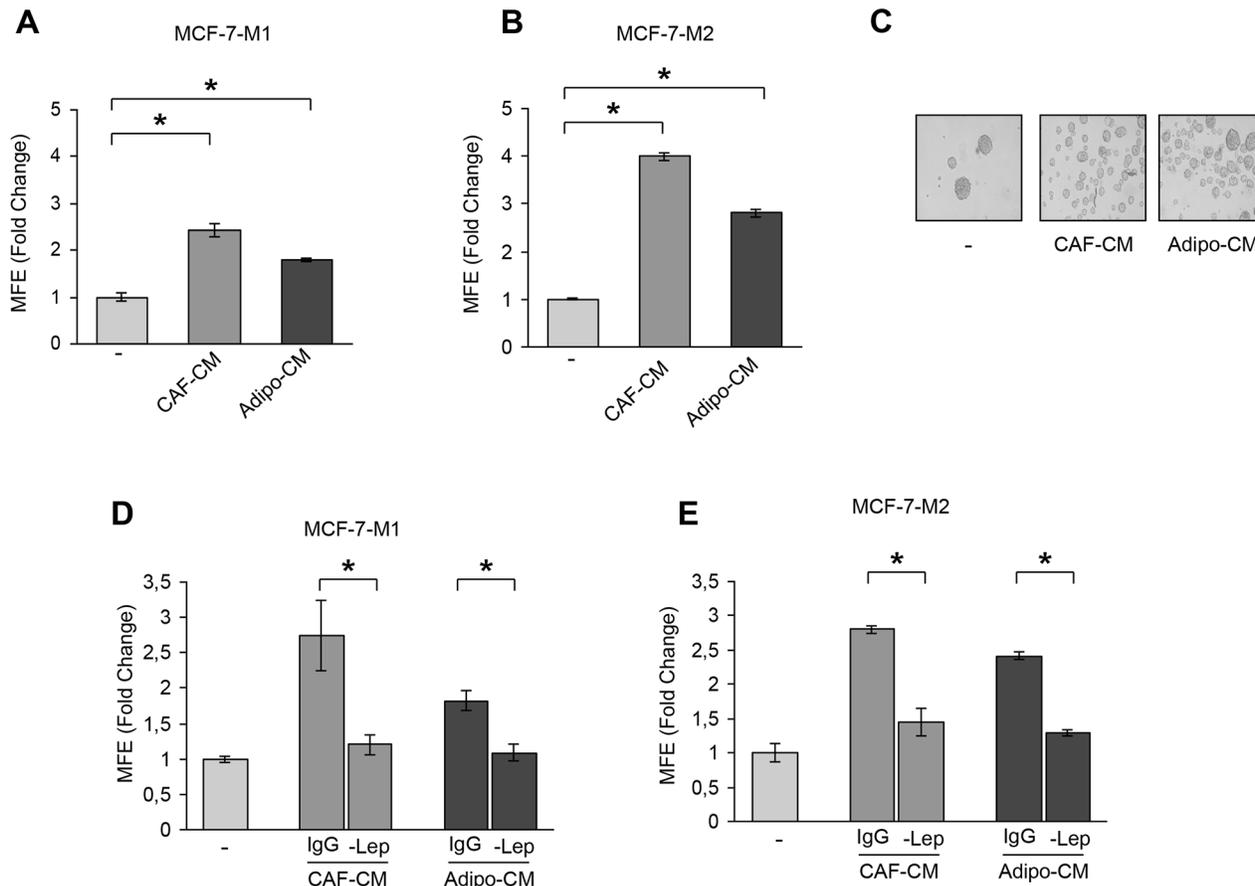 A
MCF-7-M1
*
*
MFE (Fold Change)
5
4
3
2
1
0
-
CAF-CM
Adipo-CM
B
MCF-7-M2
*
*
MFE (Fold Change)
5
4
3
2
1
0
-
CAF-CM
Adipo-CM
C
-
CAF-CM
Adipo-CM
D
MCF-7-M1
*
*
MFE (Fold Change)
3,5
3
2,5
2
1,5
1
0,5
0
-
IgG -Lep
CAF-CM
IgG -Lep
Adipo-CM
E
MCF-7-M2
*
*
MFE (Fold Change)
3,5
3
2,5
2
1,5
1
0,5
0
-
IgG -Lep
CAF-CM
IgG -Lep
Adipo-CM